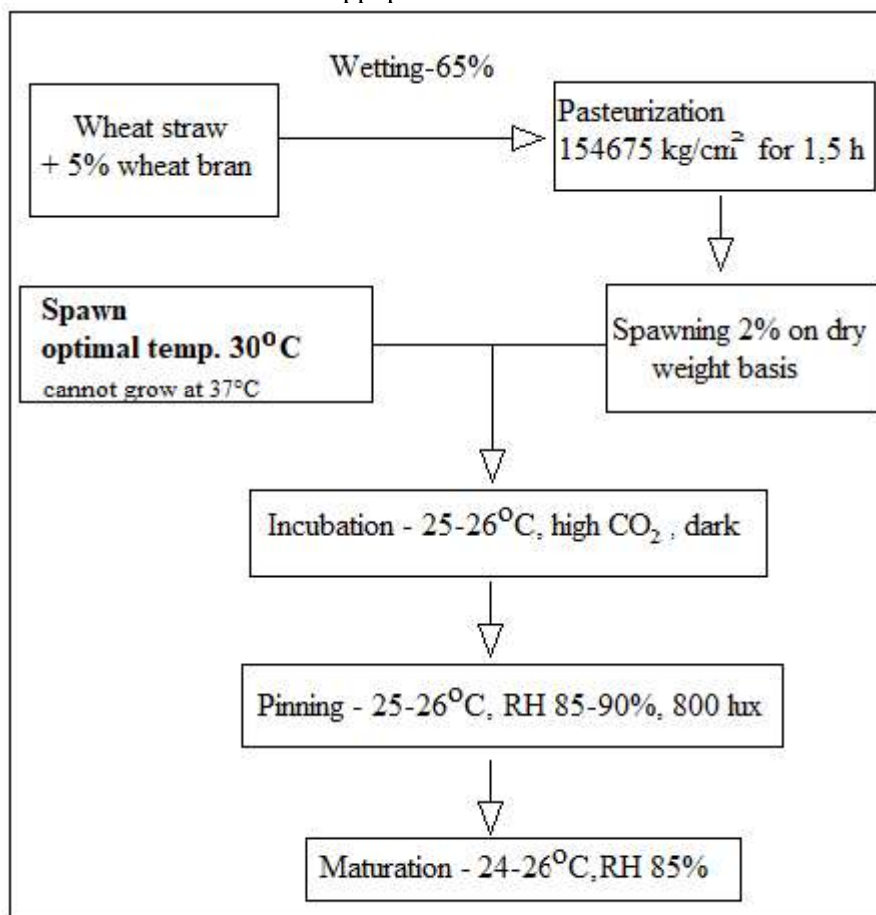 Wetting-65%
Wheat straw
+ 5% wheat bran
Pasteurization
154675 kg/cm² for 1,5 h
Spawn
optimal temp. 30°C
cannot grow at 37°C
Spawning 2% on dry
weight basis
Incubation - 25-26°C, high CO₂ , dark
Pinning - 25-26°C, RH 85-90%, 800 lux
Maturation - 24-26°C,RH 85%